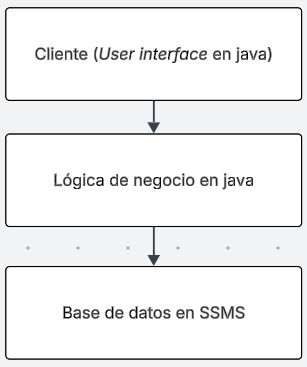 Cliente (User interface en java)
Lógica de negocio en java
Base de datos en SSMS